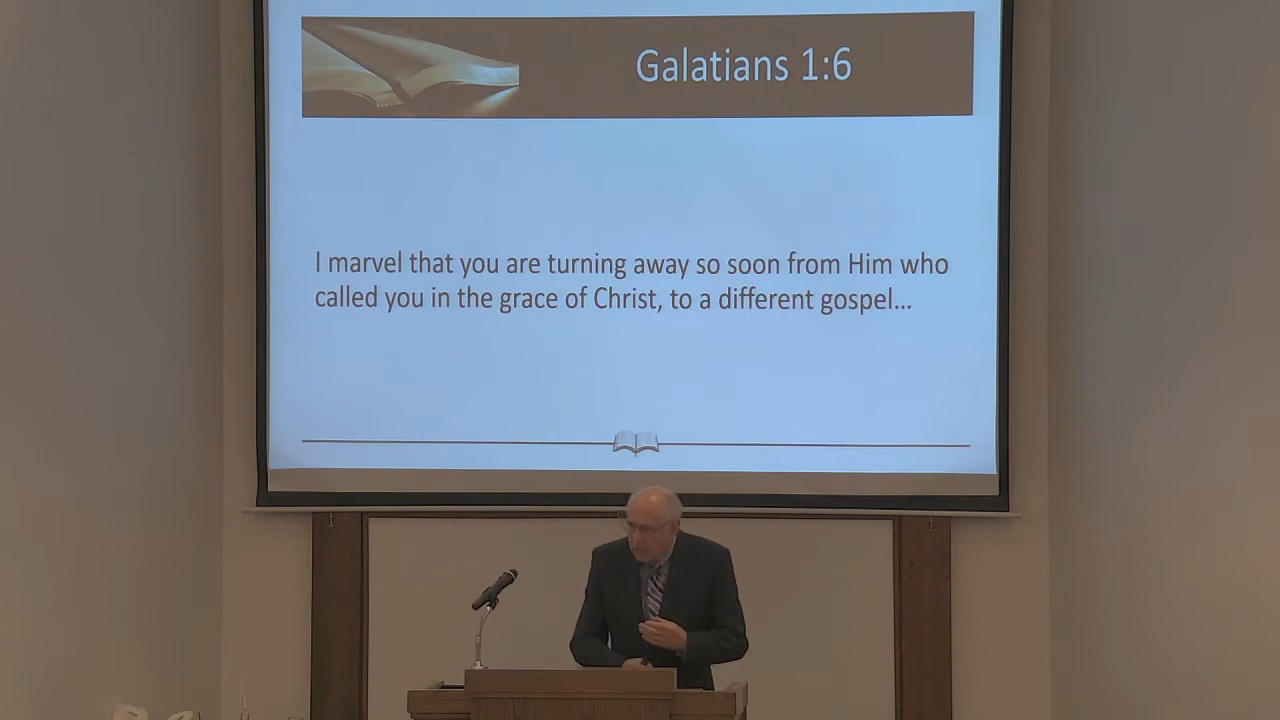 Galatians 1:6
I marvel that you are turning away so soon from Him who
called you in the grace of Christ, to a different gospel...